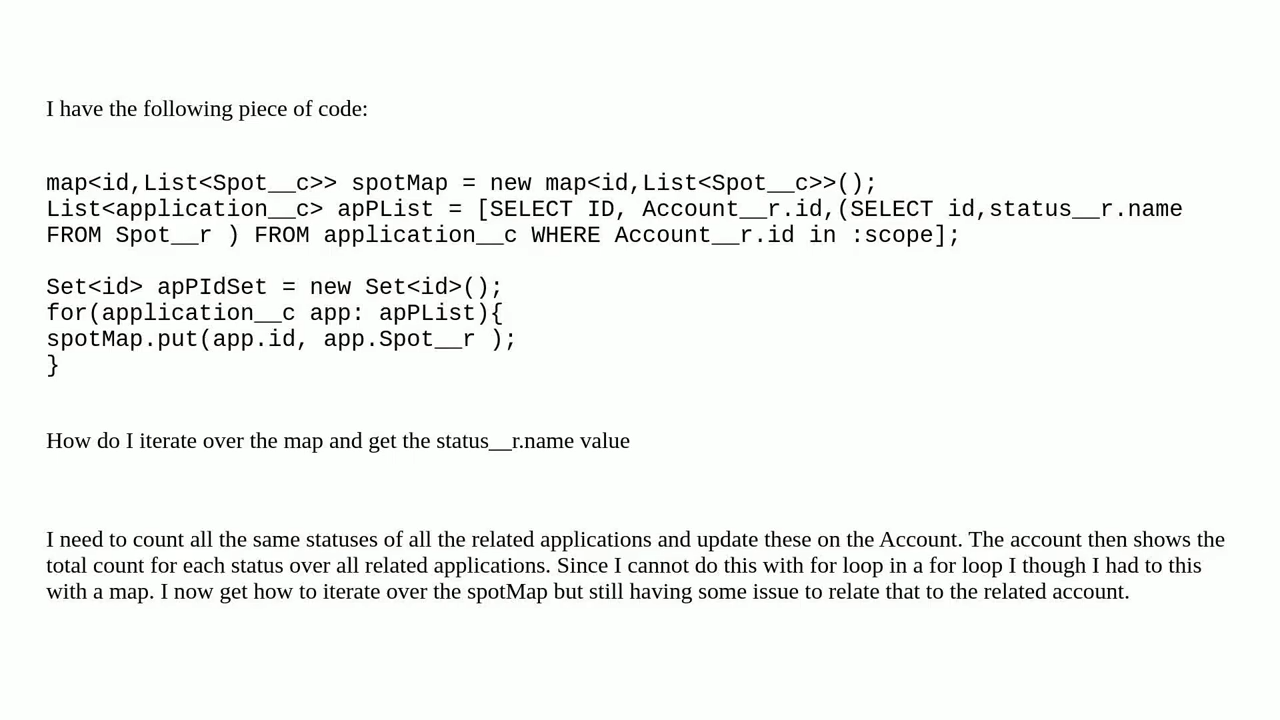 I have the following piece of code:
map<id,List<Spot__c>> spotMap = new map<id,List<Spot__c>>();
List<application__c> apPList = [SELECT ID, Account__r.id,(SELECT id,status__r.name
FROM Spot__r ) FROM application__c WHERE Account__r.id in :scope];
Set<id> apPIdSet = new Set<id>();
for(application__c app: apPList){
spotMap.put(app.id, app.Spot__r );
}
How do I iterate over the map and get the status__r.name value
I need to count all the same statuses of all the related applications and update these on the Account. The account then shows the
total count for each status over all related applications. Since I cannot do this with for loop in a for loop I though I had to this
with a map. I now get how to iterate over the spotMap but still having some issue to relate that to the related account.